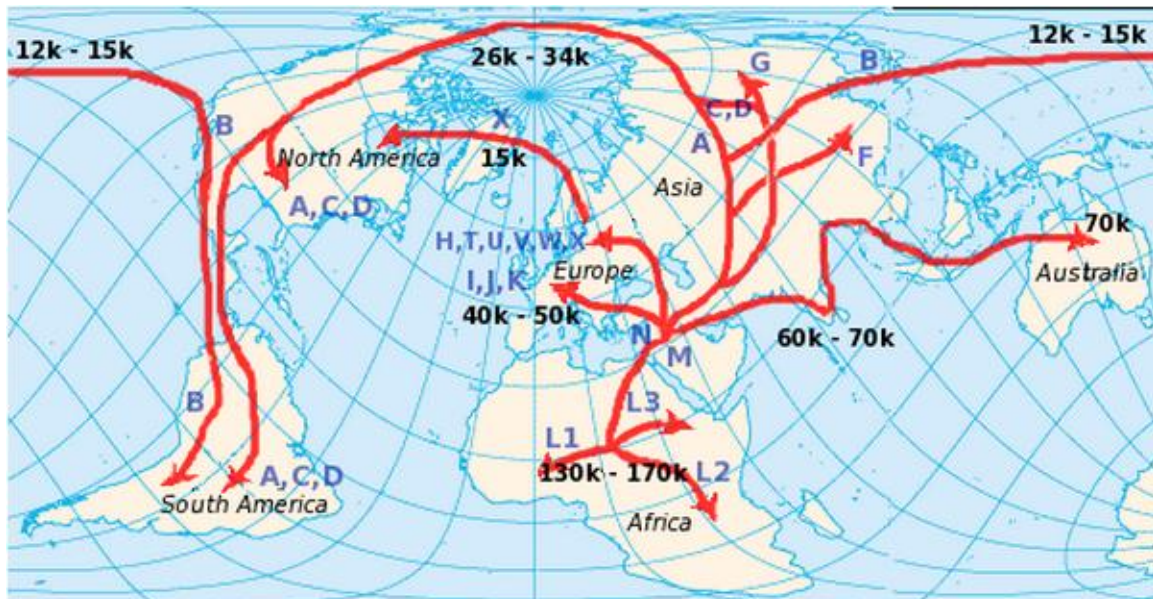 12k - 15k
26k - 34k
12k - 15k
G
B
C,D
B
X
A
15k
North America
F
Asia
A,C,D
70k
H,T,U,V,W,X
Europe
Australia
I,J,K
40k - 50k
N
60k - 70k
M
B
L3
L1
130k - 170k
L2
A,C,D
South America
Africa